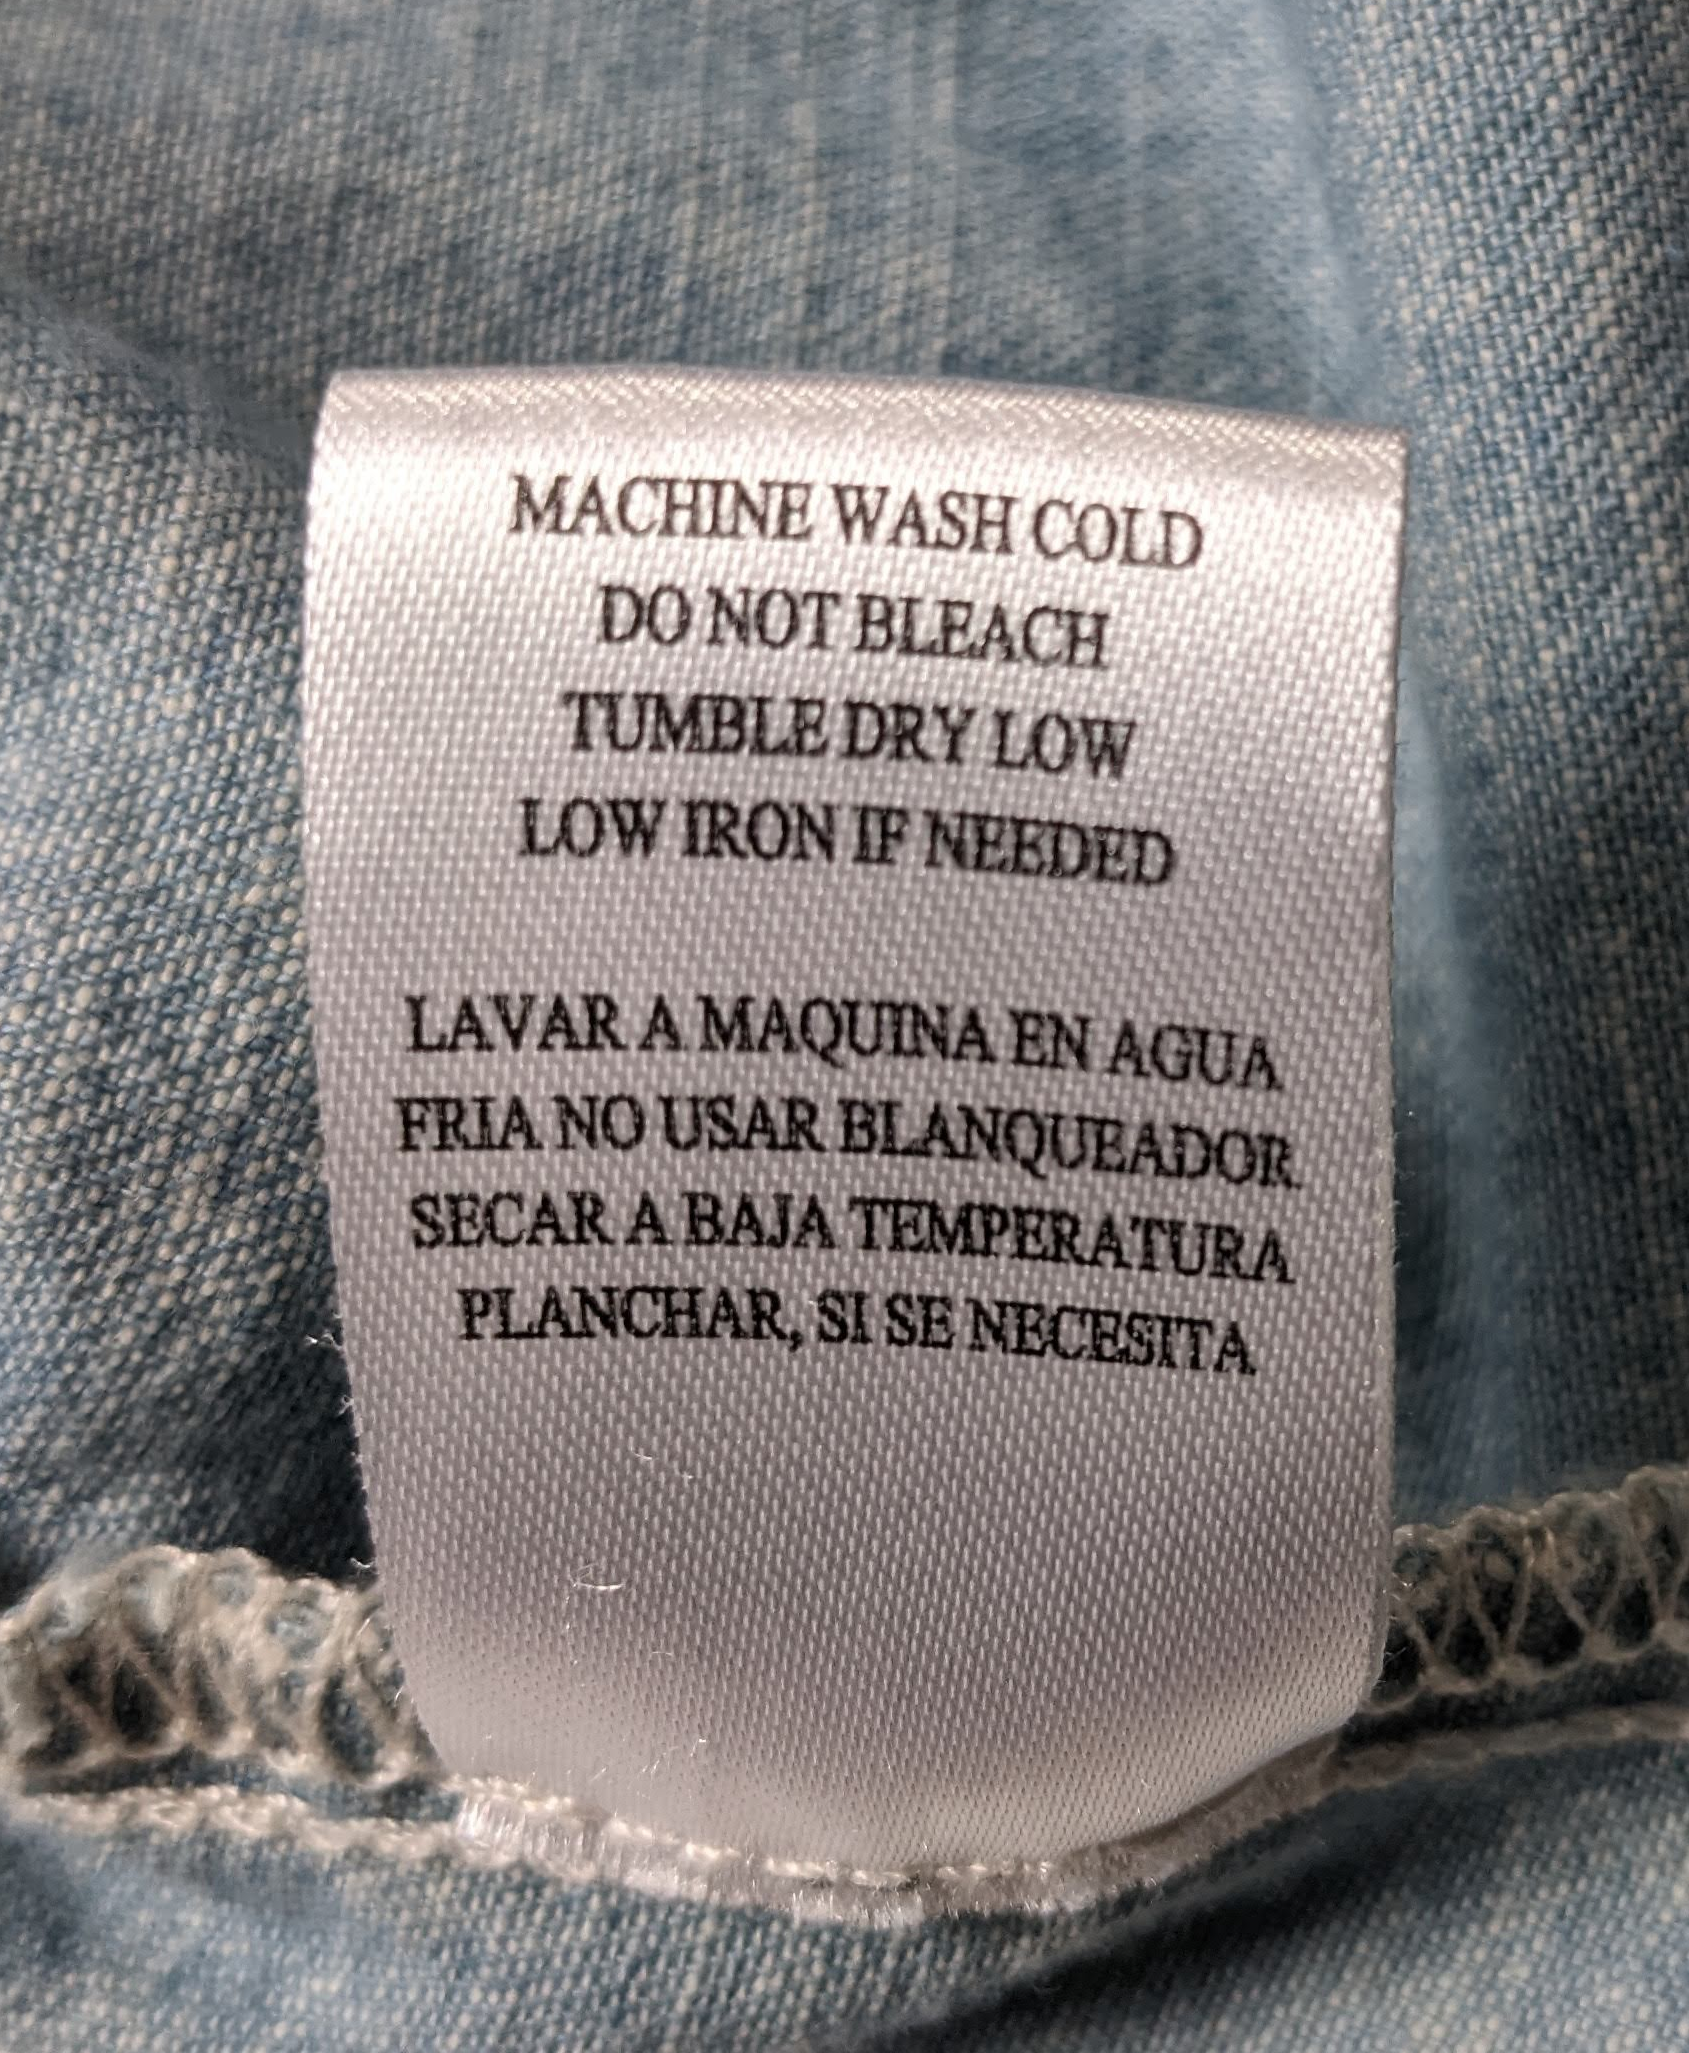 MACHINE WASH COLD
DO NOT BLEACH
TUMBLE DRY LOW
LOW IRON IF NEEDED
LAVAR A MAQUINA EN AGUA
FRIA NO USAR BLANQUEADOR
SECAR A BAJA TEMPERATURA
PLANCHAR, SI SE NECESITA